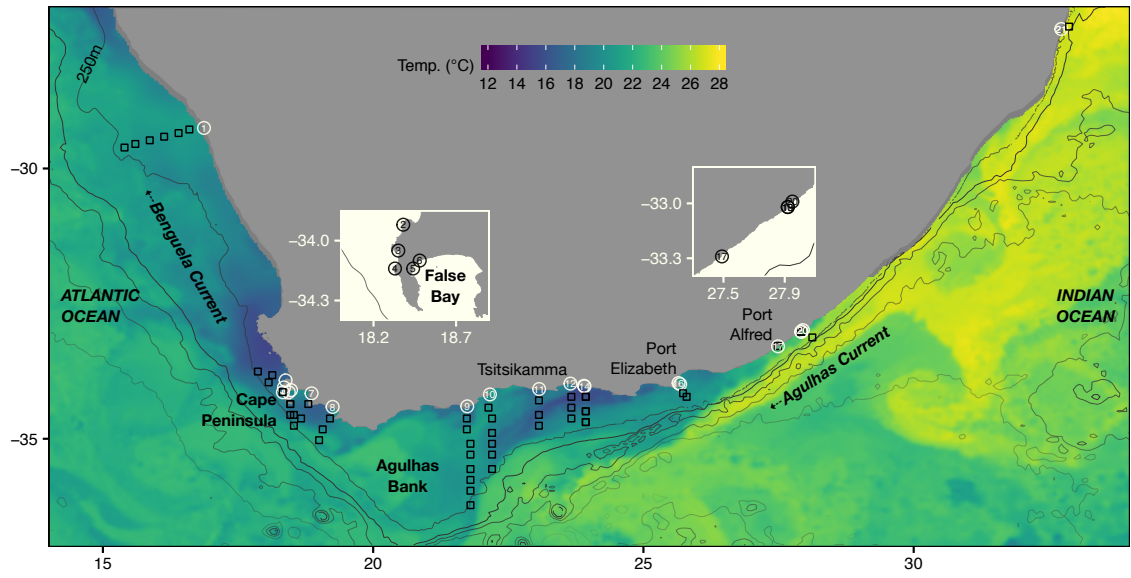 Temp. (°C)
12 14 16 18 20 22 24 26 28
250m
21
1
−30
Benguela Current
ATLANTIC
OCEAN
−34.0
−34.3
2
3
4
5
6
False
Bay
18.2
18.7
−33.0
−33.3
17
19
20
27.5
27.9
INDIAN
OCEAN
Port
Alfred
17
20
Agulhas Current
Port
Elizabeth
Tsitsikamma
Cape
Peninsula
7
8
9
10
11
12
14
16
Agulhas
Bank
−35
15
20
25
30